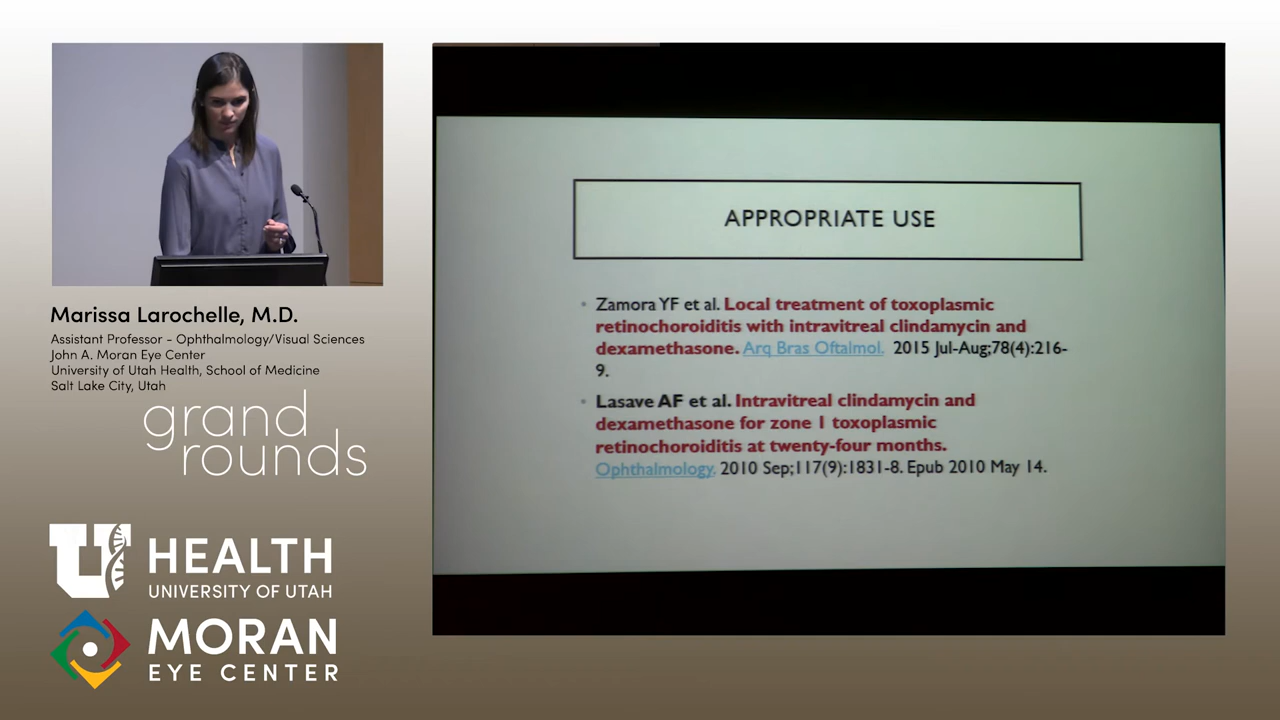 Marissa Larochelle, M.D.
Assistant Professor - Ophthalmology/Visual Sciences
John A. Moran Eye Center
University of Utah Health, School of Medicine
Salt Lake City, Utah
grand
rounds
U HEALTH
UNIVERSITY OF UTAH
MORAN
EYE CENTER
APPROPRIATE USE
• Zamora YF et al. Local treatment of toxoplasmic
retinochoroiditis with intravitreal clindamycin and
dexamethasone. Arq Bras Oftalmol. 2015 Jul-Aug;78(4):216-
9.
• Lasave AF et al. Intravitreal clindamycin and
dexamethasone for zone 1 toxoplasmic
retinochoroiditis at twenty-four months.
Ophthalmology. 2010 Sep;117(9):1831-8. Epub 2010 May 14.